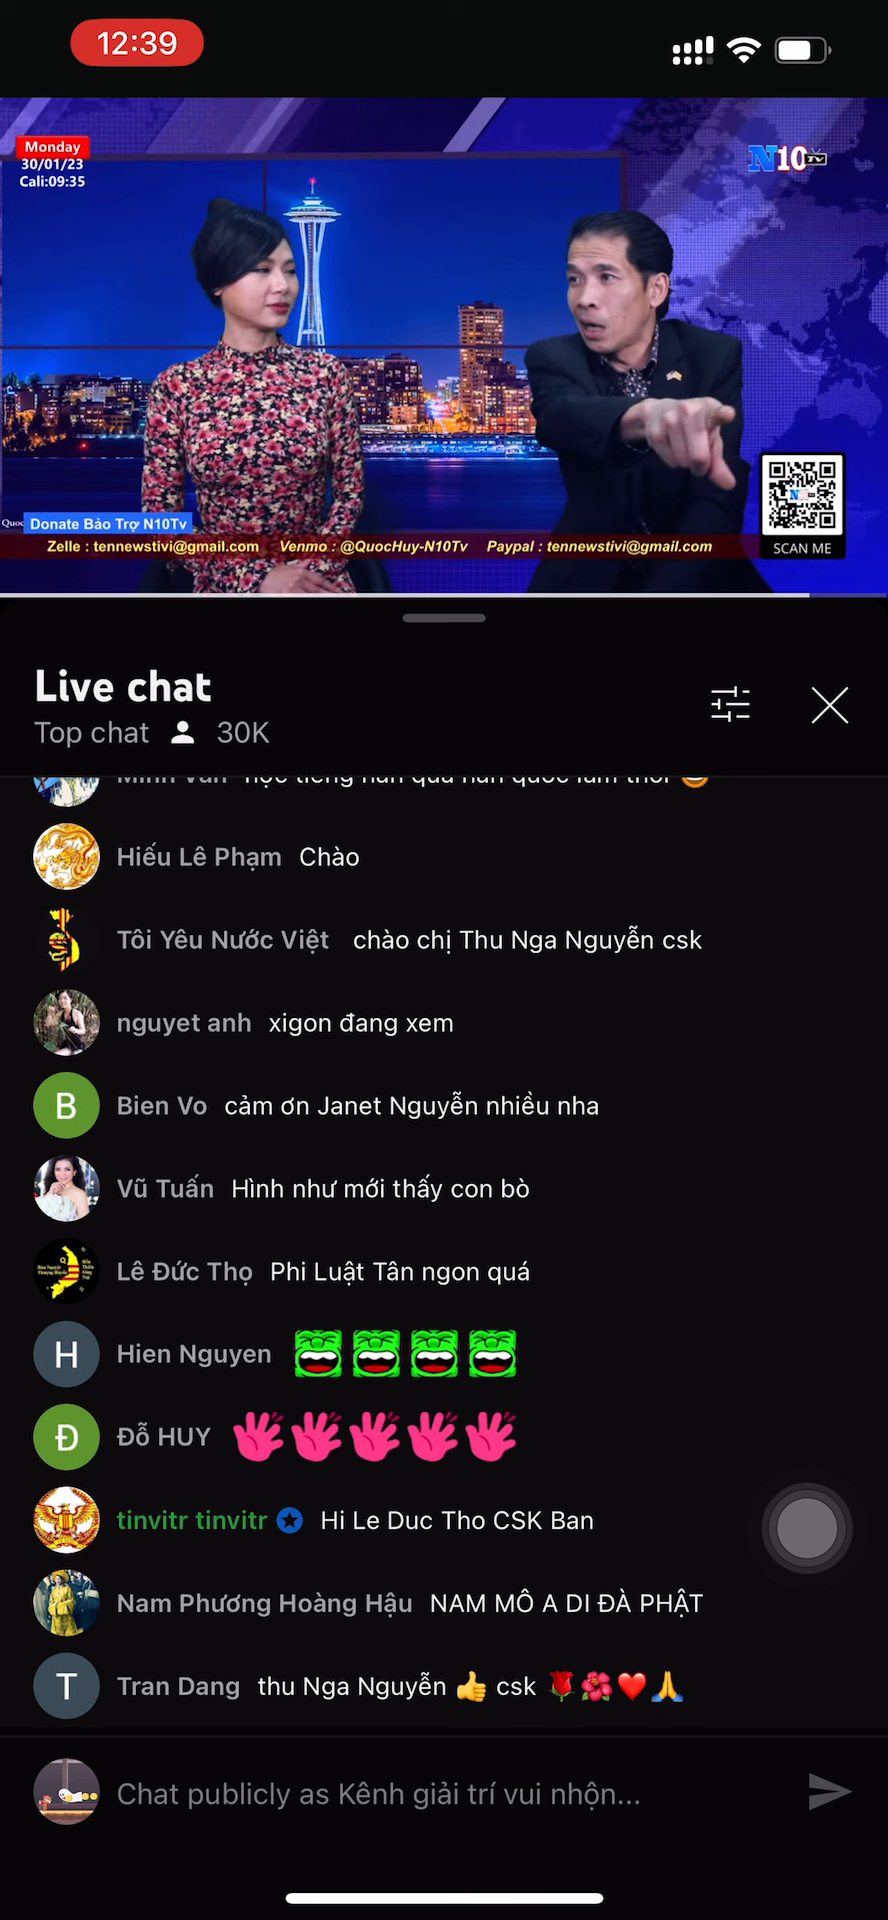 12:39
Monday
30/01/23
Cali:09:35
N10TV
Quoc
Donate Bảo Trợ N10Tv
Zelle : tennewstivi@gmail.com Venmo : @QuocHuy-N10Tv Paypal : tennewstivi@gmail.com
SCAN ME
Live chat
Top chat 30K
Hiếu Lê Phạm Chào
Tôi Yêu Nước Việt chào chị Thu Nga Nguyễn csk
nguyet anh xigon đang xem
B Bien Vo cảm ơn Janet Nguyễn nhiều nha
Vũ Tuấn Hình như mới thấy con bò
Lê Đức Thọ Phi Luật Tân ngon quá
H Hien Nguyen
Đ ĐỖ HUY
tinvitr tinvitr Hi Le Duc Tho CSK Ban
Nam Phương Hoàng Hậu NAM MÔ A DI ĐÀ PHẬT
T Tran Dang thu Nga Nguyễn 👍 csk 🌹🌺❤️🙏
Chat publicly as Kênh giải trí vui nhộn...